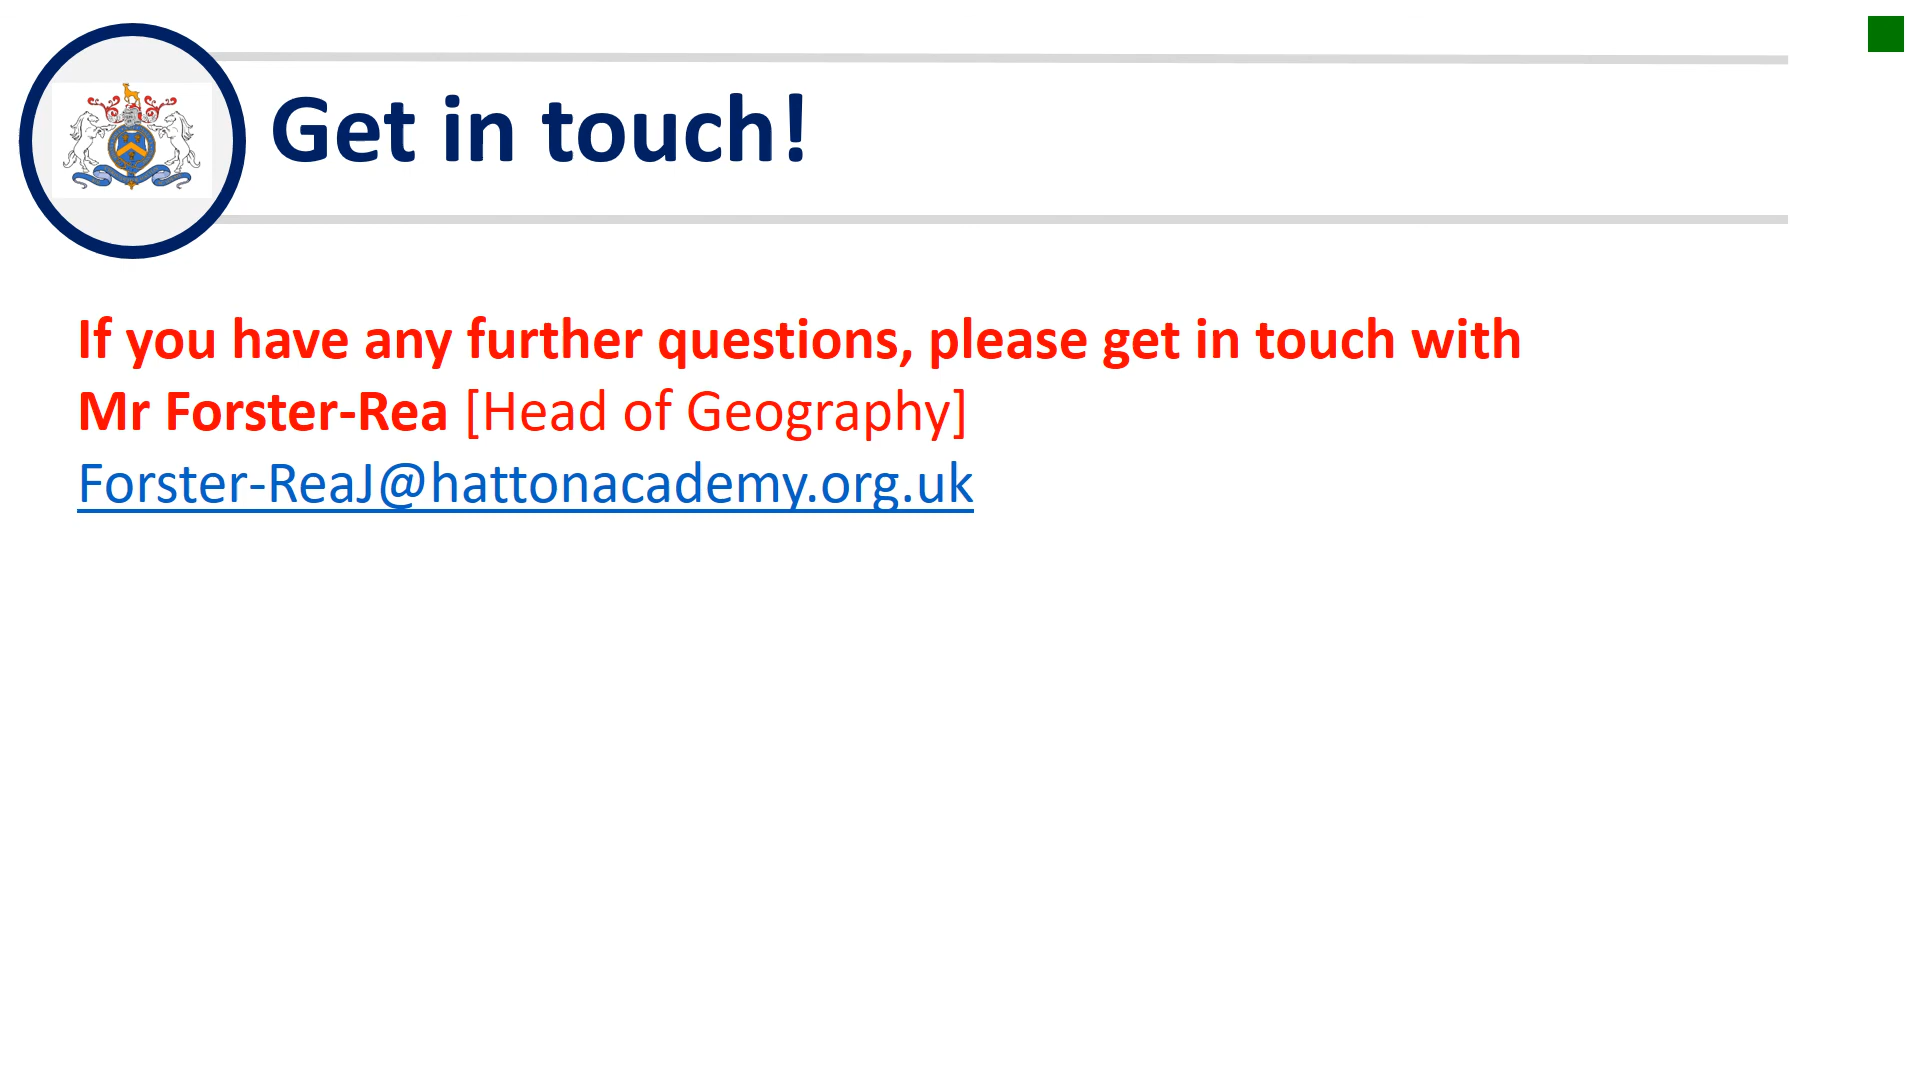 Get in touch!
If you have any further questions, please get in touch with
Mr Forster-Rea [Head of Geography]
Forster-ReaJ@hattonacademy.org.uk